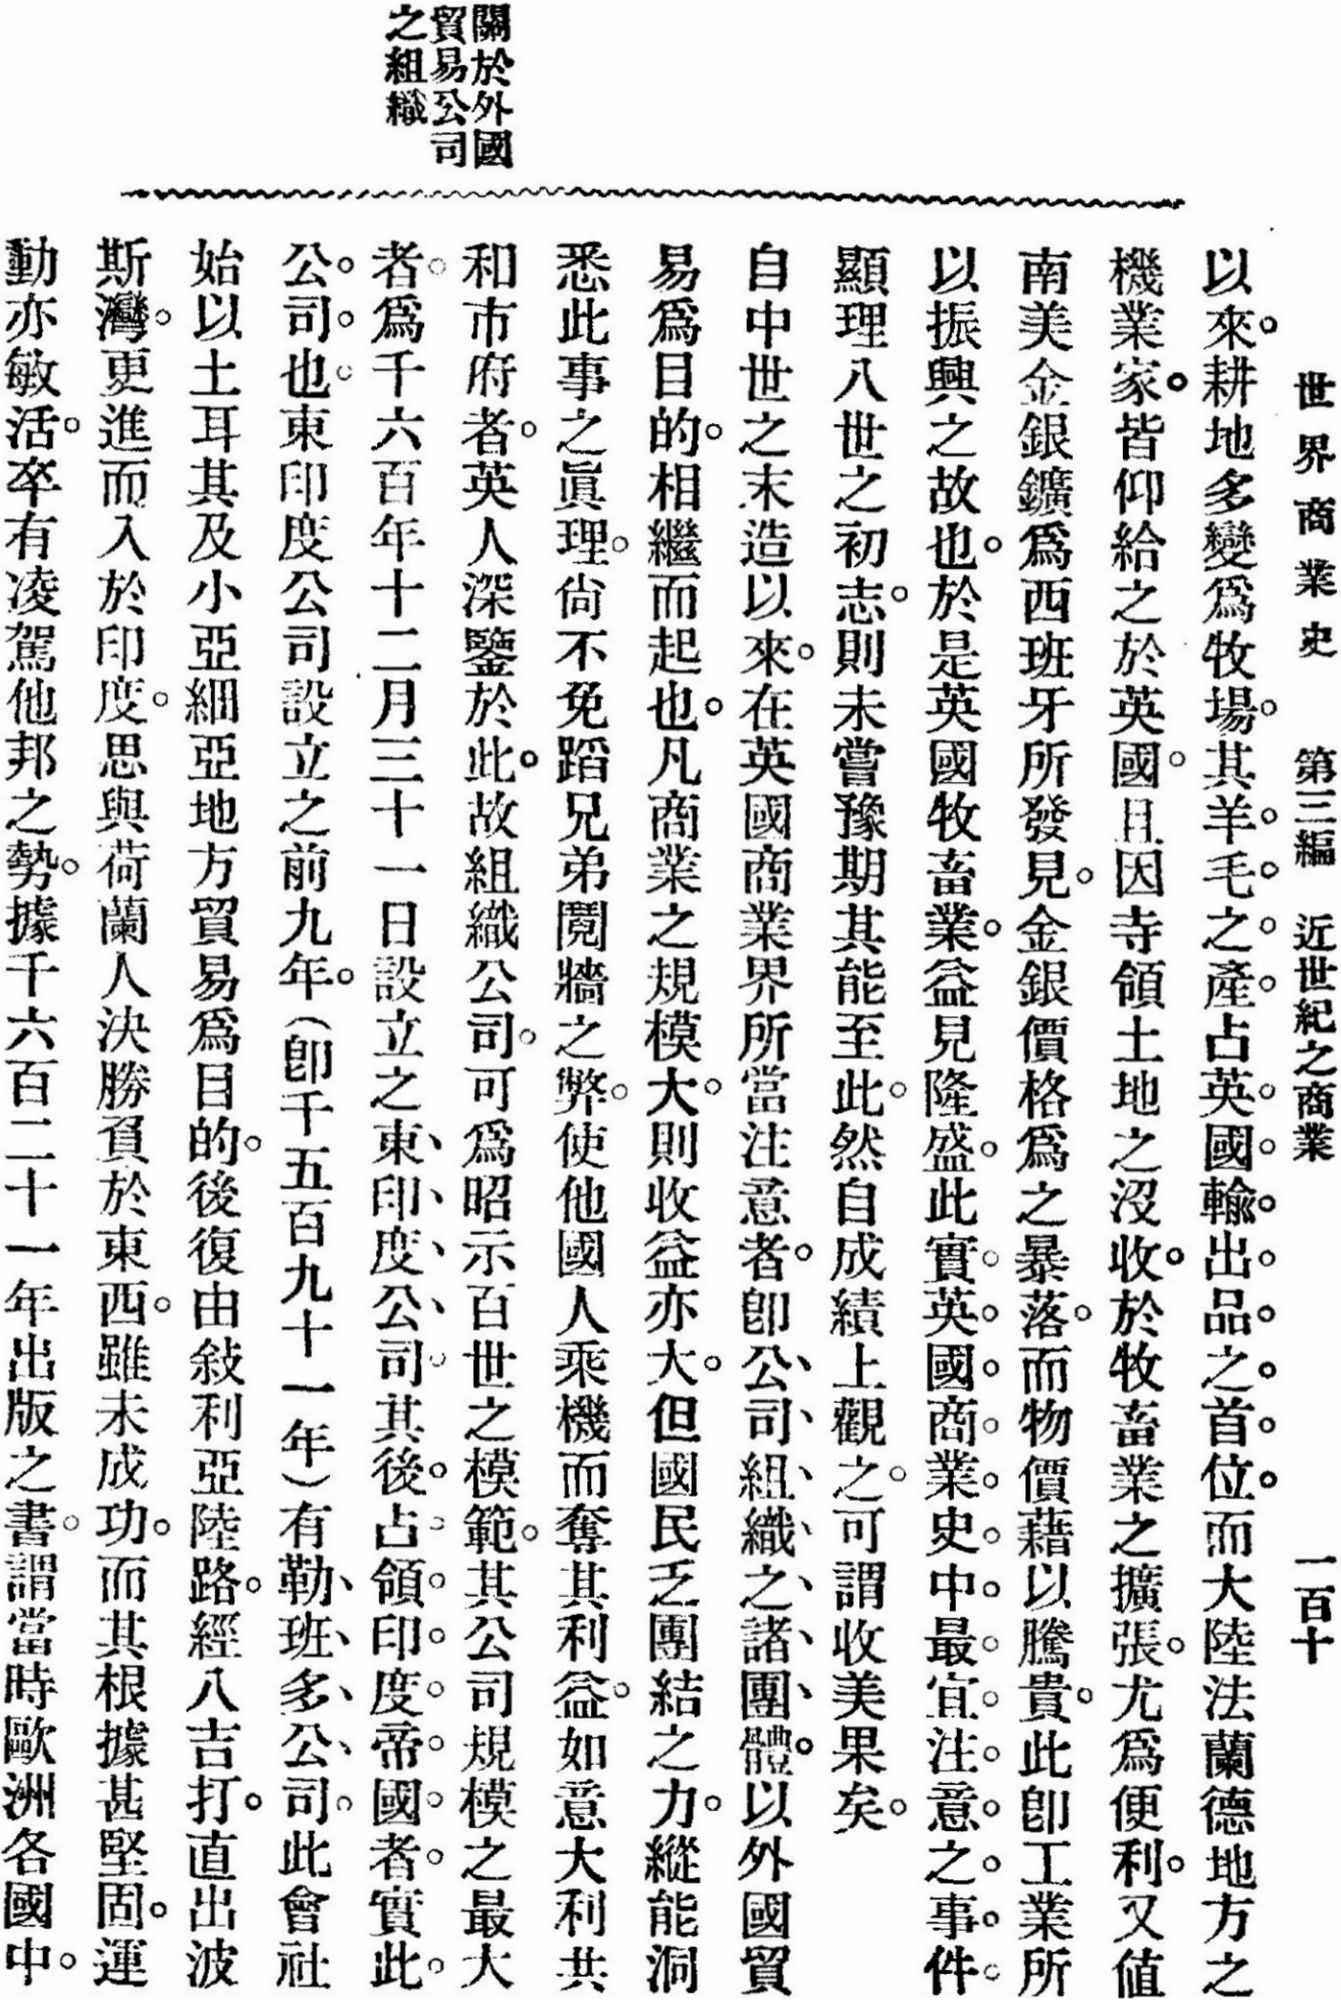 世界商業史　第三編　近世紀之商業　一百十
以來。耕地多變爲牧場。其羊。毛。之。產。占英。國。輸。出。品。之。首。位。而大陸法蘭德地方之
機業家。皆仰給之於英國。且因寺領土地之沒收。於牧畜業之擴張。尤爲便利。又値
南美金銀鑛爲西班牙所發見。金銀價格爲之暴落。而物價藉以騰貴。此卽工業所
以振興之故也。於是英國牧畜業。益見隆盛。此實。英。國。商。業。史。中。最。宜。注。意。之。事。件。
顯理八世之初志。則未嘗豫期其能至此。然自成績上觀之。可謂收美果矣。
自中世之末造以來。在英國商業界所當注意者。卽公、司、組、織、之、諸、團、體。以外國貿
易爲目的。相繼而起也。凡商業之規模大。則收益亦大。但國民乏團結之力。縱能洞
悉此事之眞理。尙不免蹈兄弟鬩牆之弊。使他國人乘機而奪其利益。如意大利共
和市府者。英人深鑒於此。故組織公司。可爲昭示百世之模範。其公司規模之最大
關於外國貿易公司之組織
者。爲千六百年十二月三十一日設立之東、印、度、公、司。其後。占。領。印。度。帝。國。者。實。此。
公。司。也。東印度公司設立之前九年。（卽千五百九十一年）有勒、班、多、公、司。此會社
始以土耳其及小亞細亞地方貿易爲目的。後復由敍利亞陸路。經八吉打。直出波
斯灣。更進而入於印度。思與荷蘭人決勝負於東西。雖未成功。而其根據甚堅固。運
動亦敏活。卒有凌駕他邦之勢。據千六百二十一年出版之書。謂當時歐洲各國中。